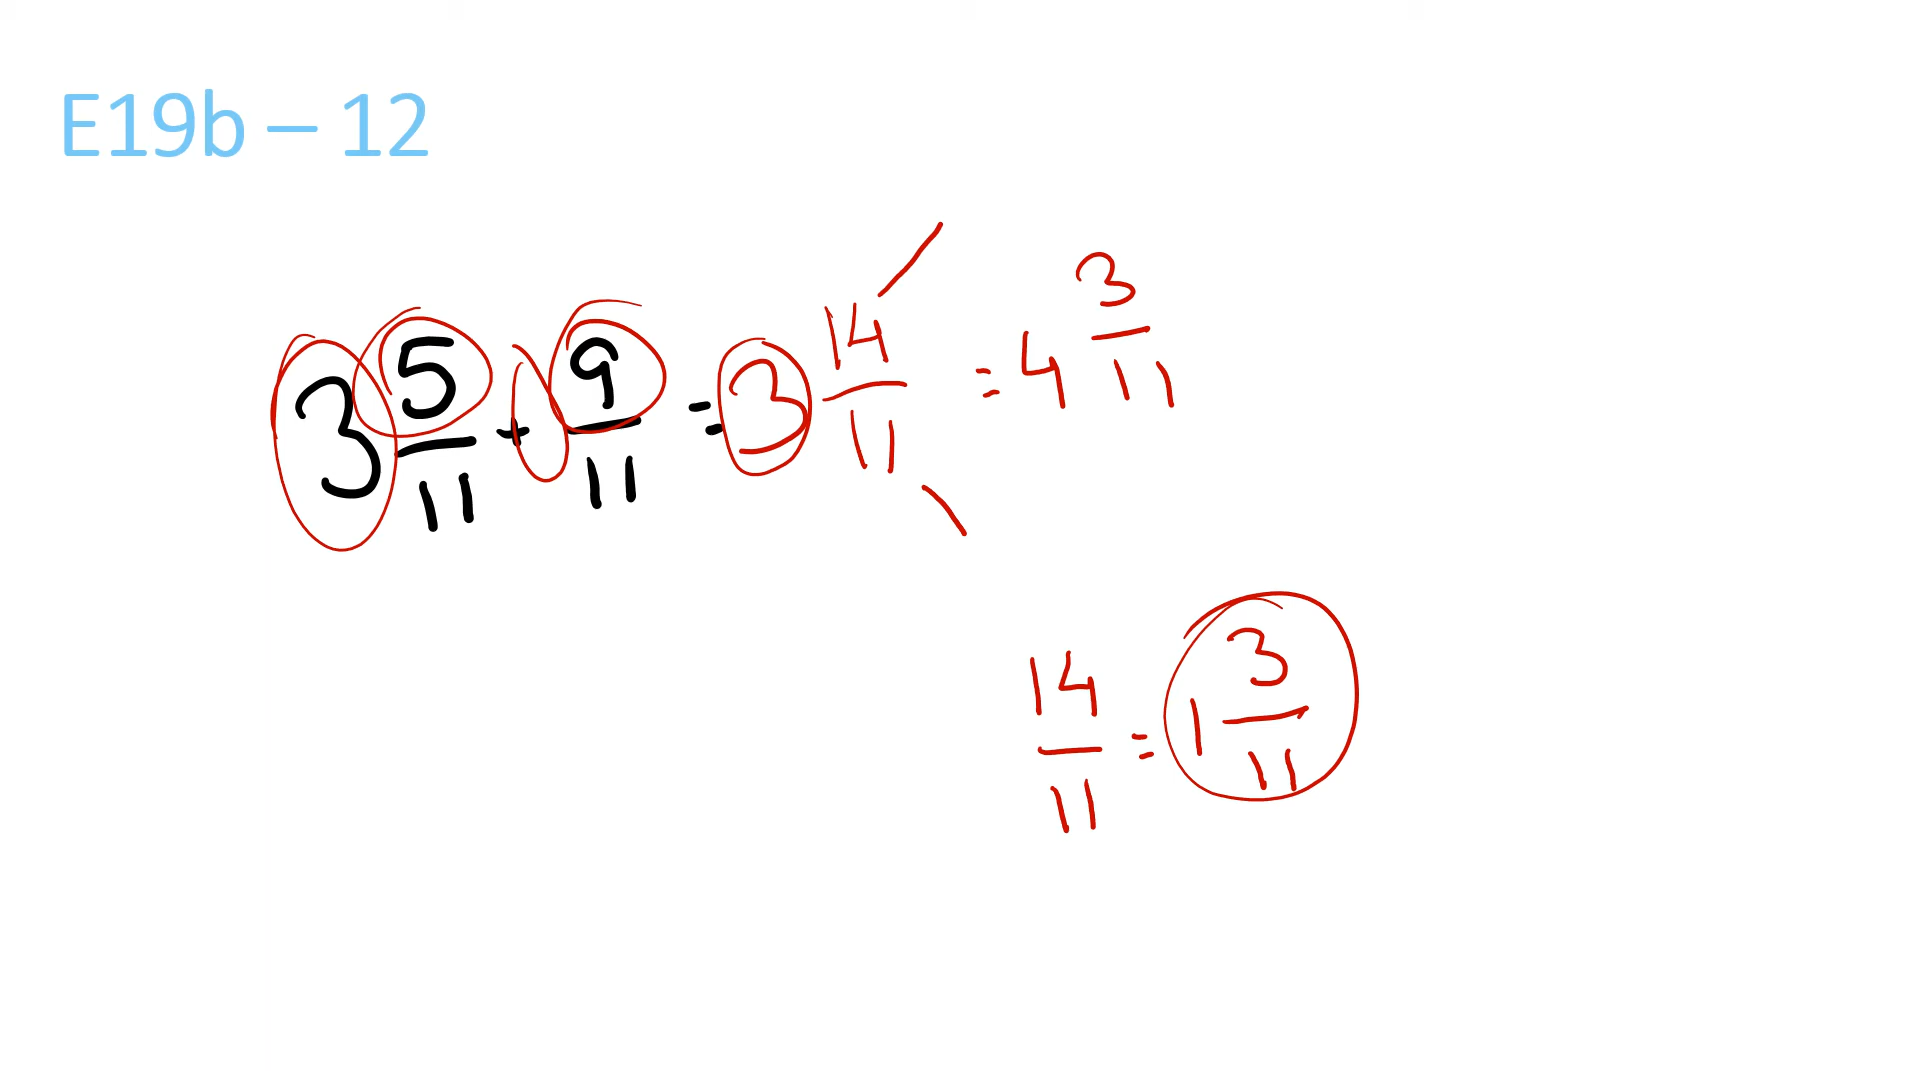 E19b – 12
3 5/11 + 9/11 = 3 14/11 = 4 3/11
14/11 = 1 3/11